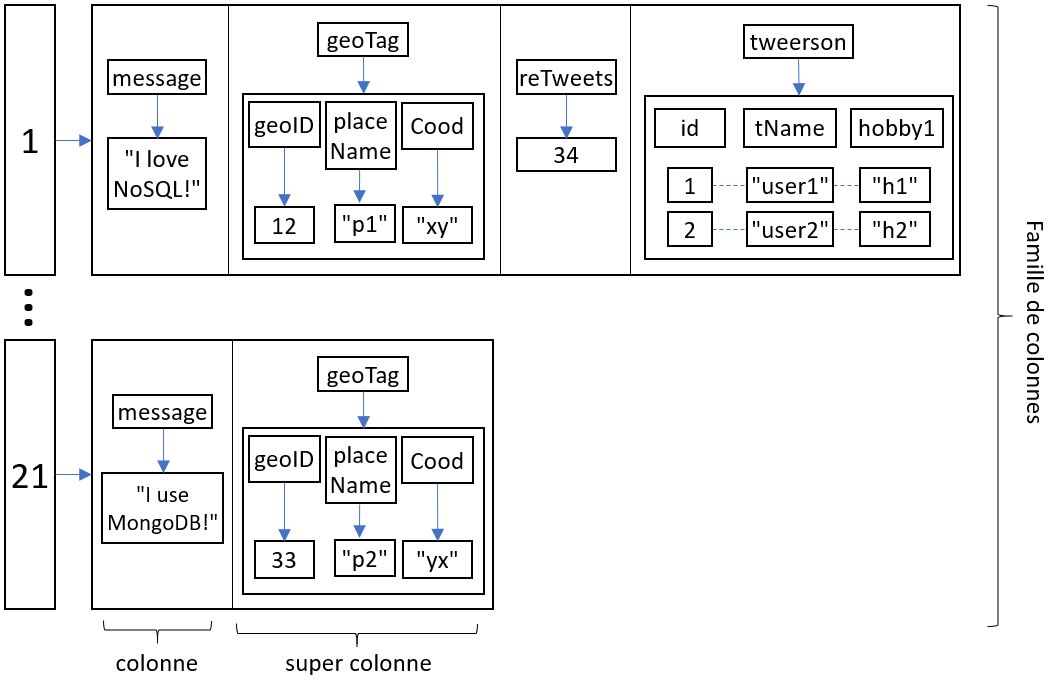 1
message
"I love
NoSQL!"
geoTag
geoID
place
Name
Cood
12
"p1"
"xy"
reTweets
34
tweerson
id
tName
hobby1
1
"user1"
"h1"
2
"user2"
"h2"
21
message
"I use
MongoDB!"
geoTag
geoID
place
Name
Cood
33
"p2"
"yx"
colonne
super colonne
Famille de colonnes